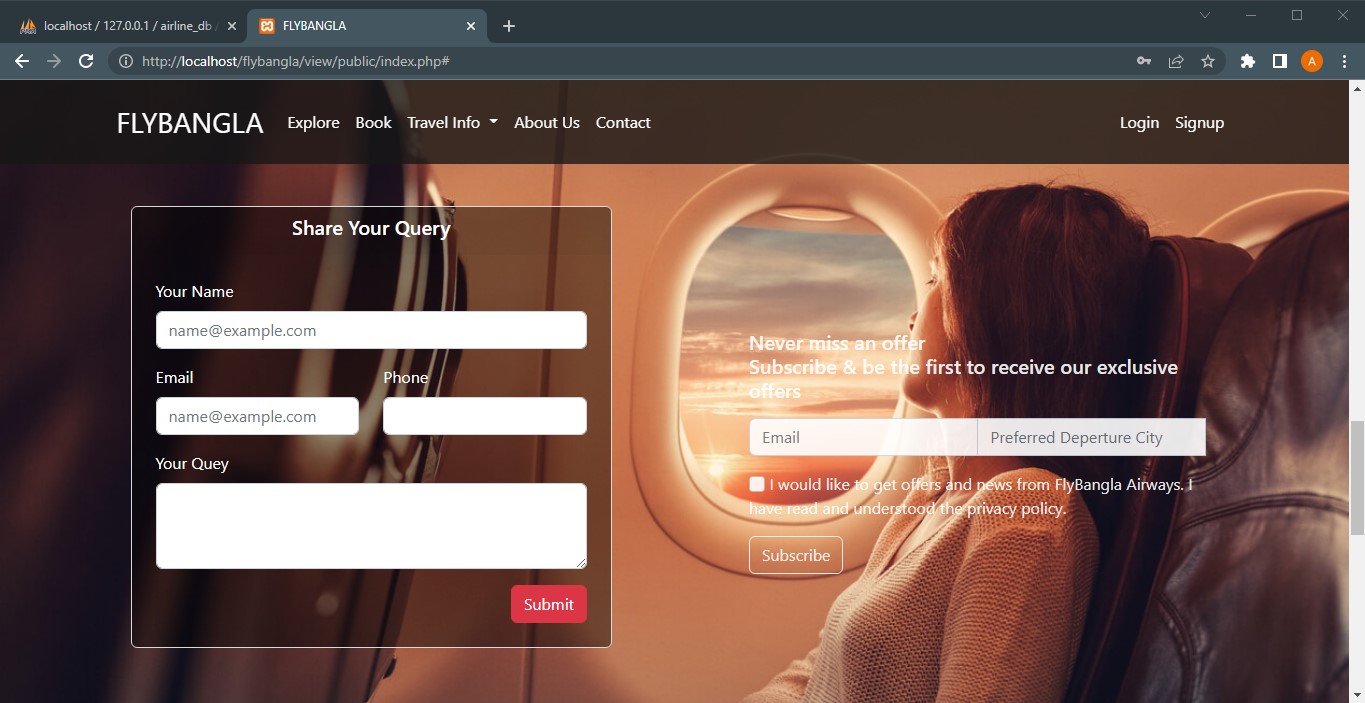 localhost / 127.0.0.1 / airline_db /
FLYBANGLA
http://localhost/flybangla/view/public/index.php#
A
FLYBANGLA
Explore
Book
Travel Info
About Us
Contact
Login
Signup
Share Your Query
Your Name
name@example.com
Email
Phone
name@example.com
Your Quey
Submit
Never miss an offer
Subscribe & be the first to receive our exclusive
offers
Email
Preferred Deperture City
I would like to get offers and news from FlyBangla Airways. I
have read and understood the privacy policy.
Subscribe